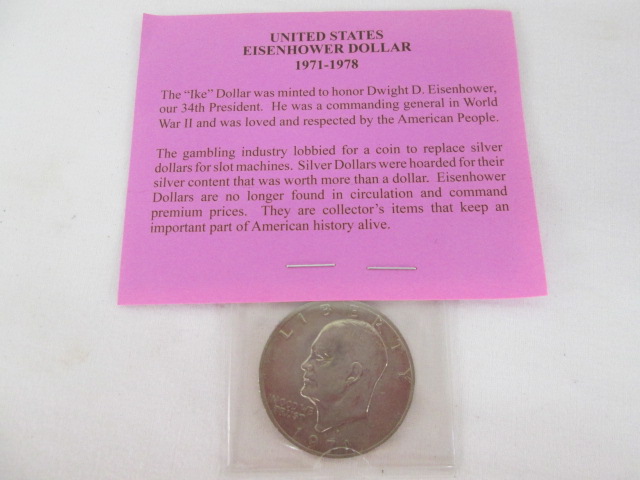 UNITED STATES
EISENHOWER DOLLAR
1971-1978
The “Ike” Dollar was minted to honor Dwight D. Eisenhower,
our 34th President. He was a commanding general in World
War II and was loved and respected by the American People.
The gambling industry lobbied for a coin to replace silver
dollars for slot machines. Silver Dollars were hoarded for their
silver content that was worth more than a dollar. Eisenhower
Dollars are no longer found in circulation and command
premium prices. They are collector's items that keep an
important part of American history alive.
LIBERTY